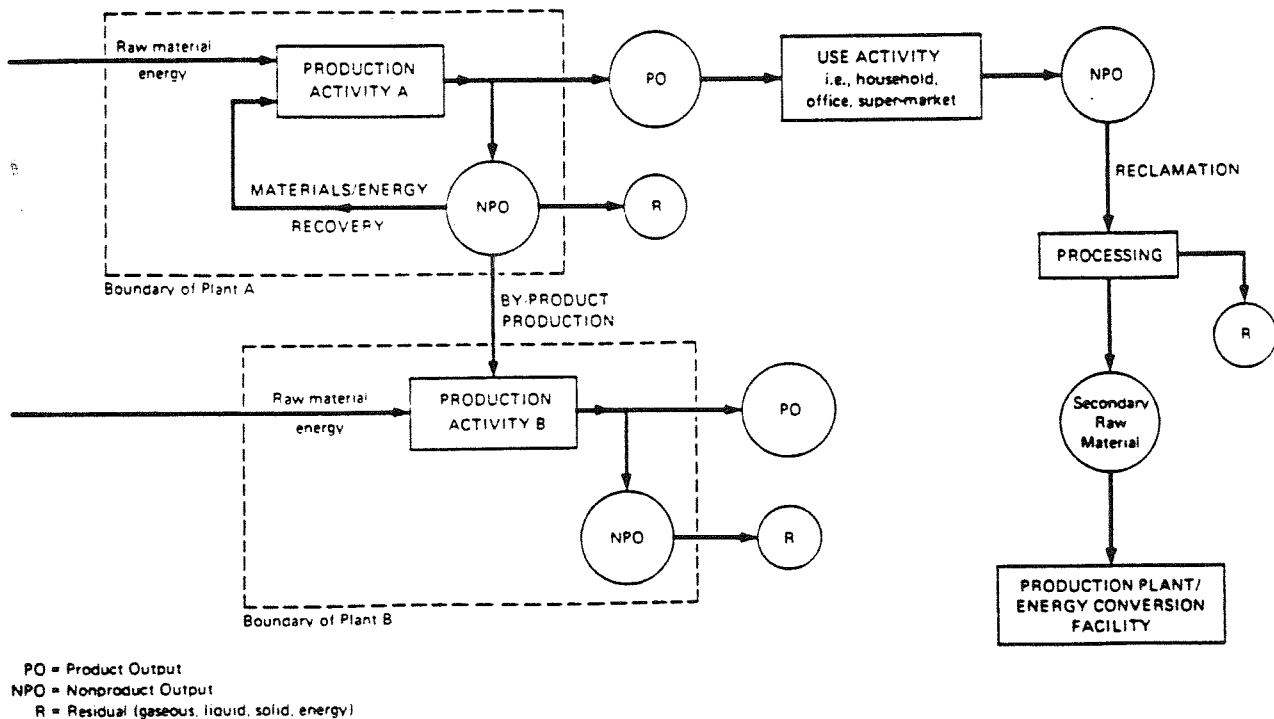 Raw material
energy
PRODUCTION
ACTIVITY A
PO
USE ACTIVITY
i.e., household,
office, super-market
NPO
MATERIALS/ENERGY
RECOVERY
NPO
R
RECLAMATION
PROCESSING
R
Boundary of Plant A
BY-PRODUCT
PRODUCTION
Raw material
energy
PRODUCTION
ACTIVITY B
PO
Secondary
Raw
Material
NPO
R
PRODUCTION PLANT/
ENERGY CONVERSION
FACILITY
Boundary of Plant B
PO = Product Output
NPO = Nonproduct Output
R = Residual (gaseous, liquid, solid, energy)